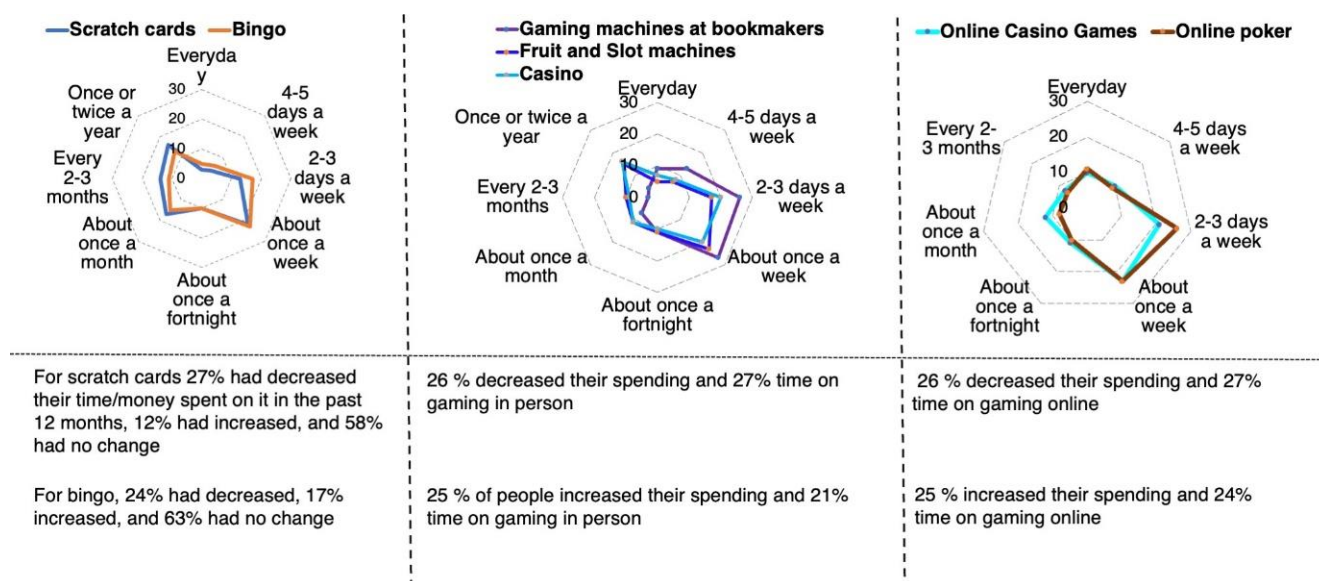 Scratch cards Bingo
Everyda
y
30
20
10
0
4-5
days a
week
2-3
days a
week
About
once a
week
About
once a
fortnight
About
once a
month
Every
2-3
months
Once or
twice a
year
Gaming machines at bookmakers
Fruit and Slot machines
Casino
Everyday
30
20
10
0
4-5 days a
week
2-3 days a
week
About once a
week
About once a
fortnight
About once a
month
Every 2-3
months
Once or twice a
year
Online Casino Games Online poker
Everyday
30
20
10
0
4-5 days a
week
2-3 days
a week
About
once a
week
About
once a
fortnight
About
once a
month
Every 2-
3 months
For scratch cards 27% had decreased
their time/money spent on it in the past
12 months, 12% had increased, and 58%
had no change
For bingo, 24% had decreased, 17%
increased, and 63% had no change
26 % decreased their spending and 27% time on
gaming in person
25 % of people increased their spending and 21%
time on gaming in person
26 % decreased their spending and 27%
time on gaming online
25 % increased their spending and 24%
time on gaming online